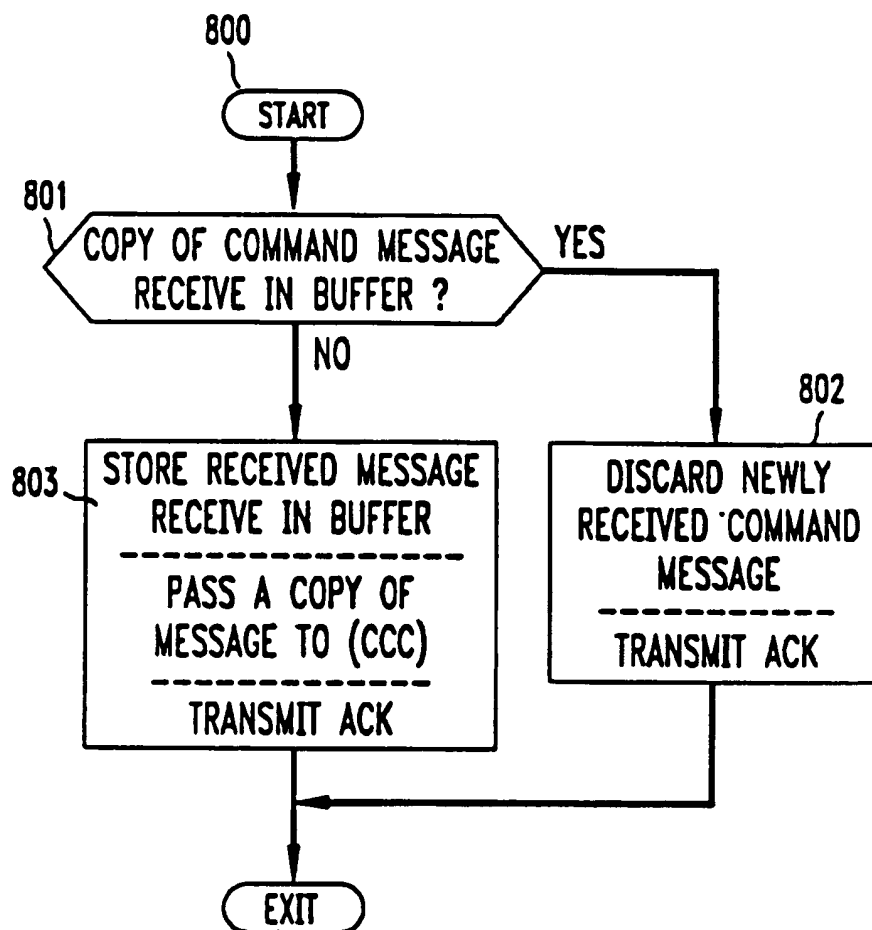 800
START
801
COPY OF COMMAND MESSAGE
RECEIVE IN BUFFER ?
YES
NO
802
803
STORE RECEIVED MESSAGE
RECEIVE IN BUFFER
PASS A COPY OF
MESSAGE TO (CCC)
TRANSMIT ACK
DISCARD NEWLY
RECEIVED COMMAND
MESSAGE
TRANSMIT ACK
EXIT